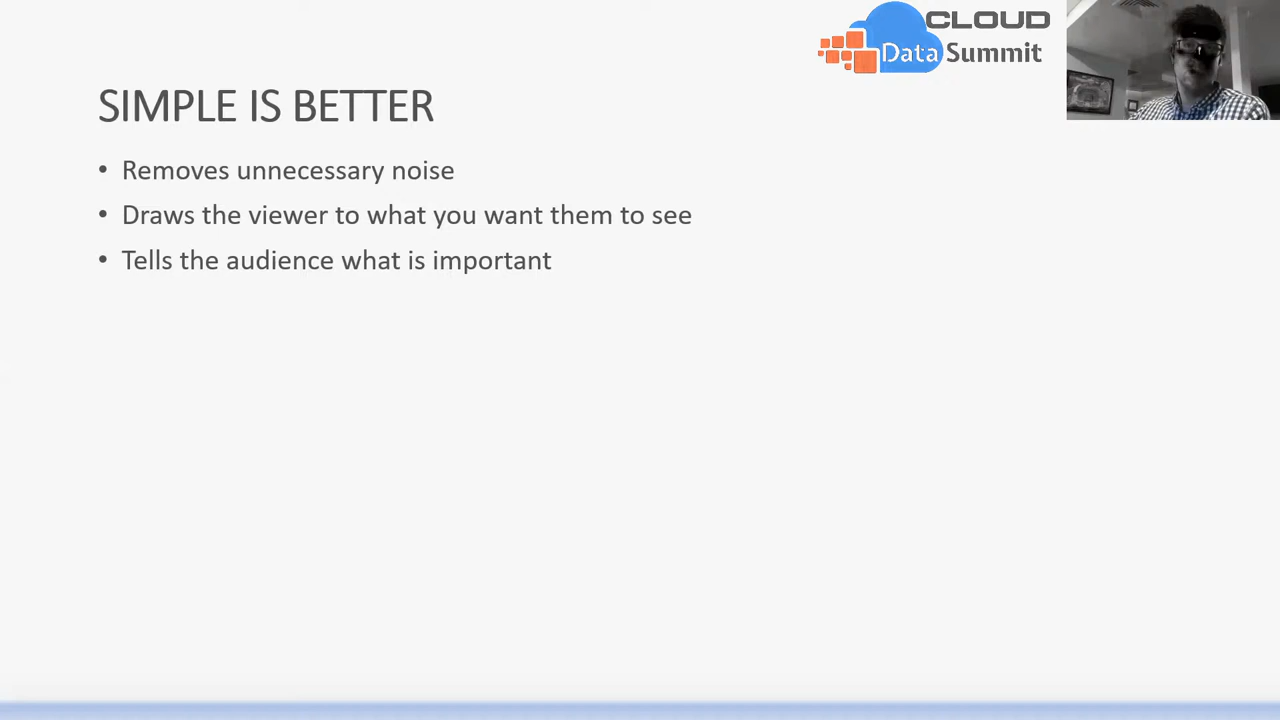 CLOUD
Data Summit
SIMPLE IS BETTER
• Removes unnecessary noise
• Draws the viewer to what you want them to see
• Tells the audience what is important